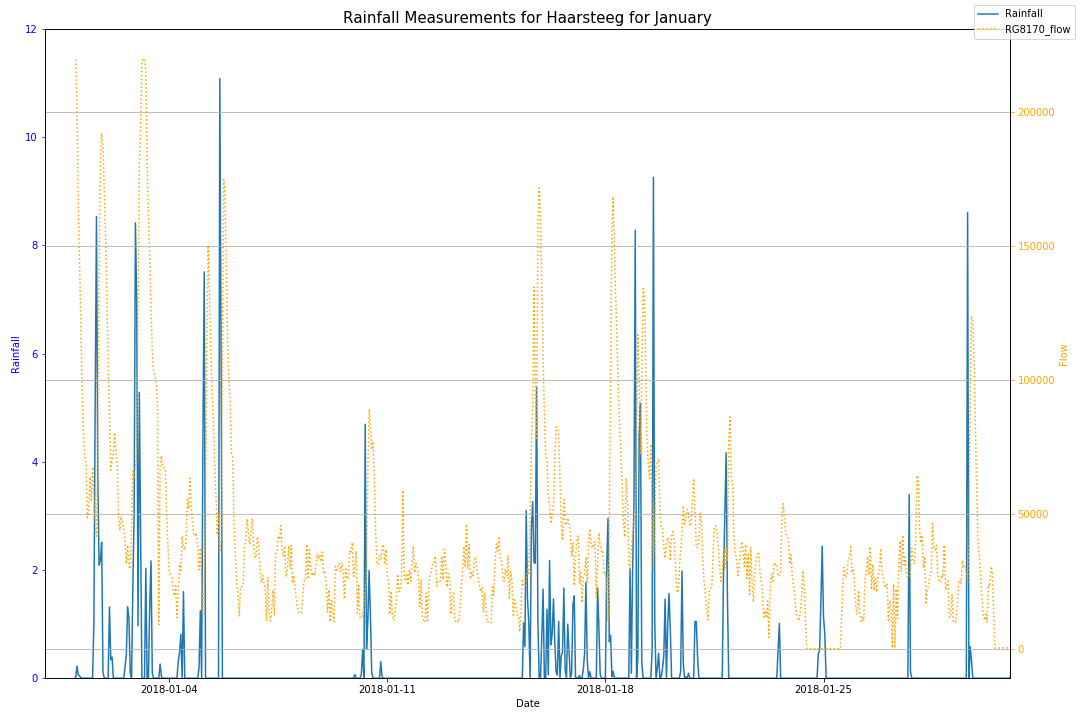 Rainfall Measurements for Haarsteeg for January
Rainfall
RG8170_flow
12
10
8
6
4
2
0
Rainfall
200000
150000
100000
50000
0
Flow
2018-01-04
2018-01-11
2018-01-18
2018-01-25
Date